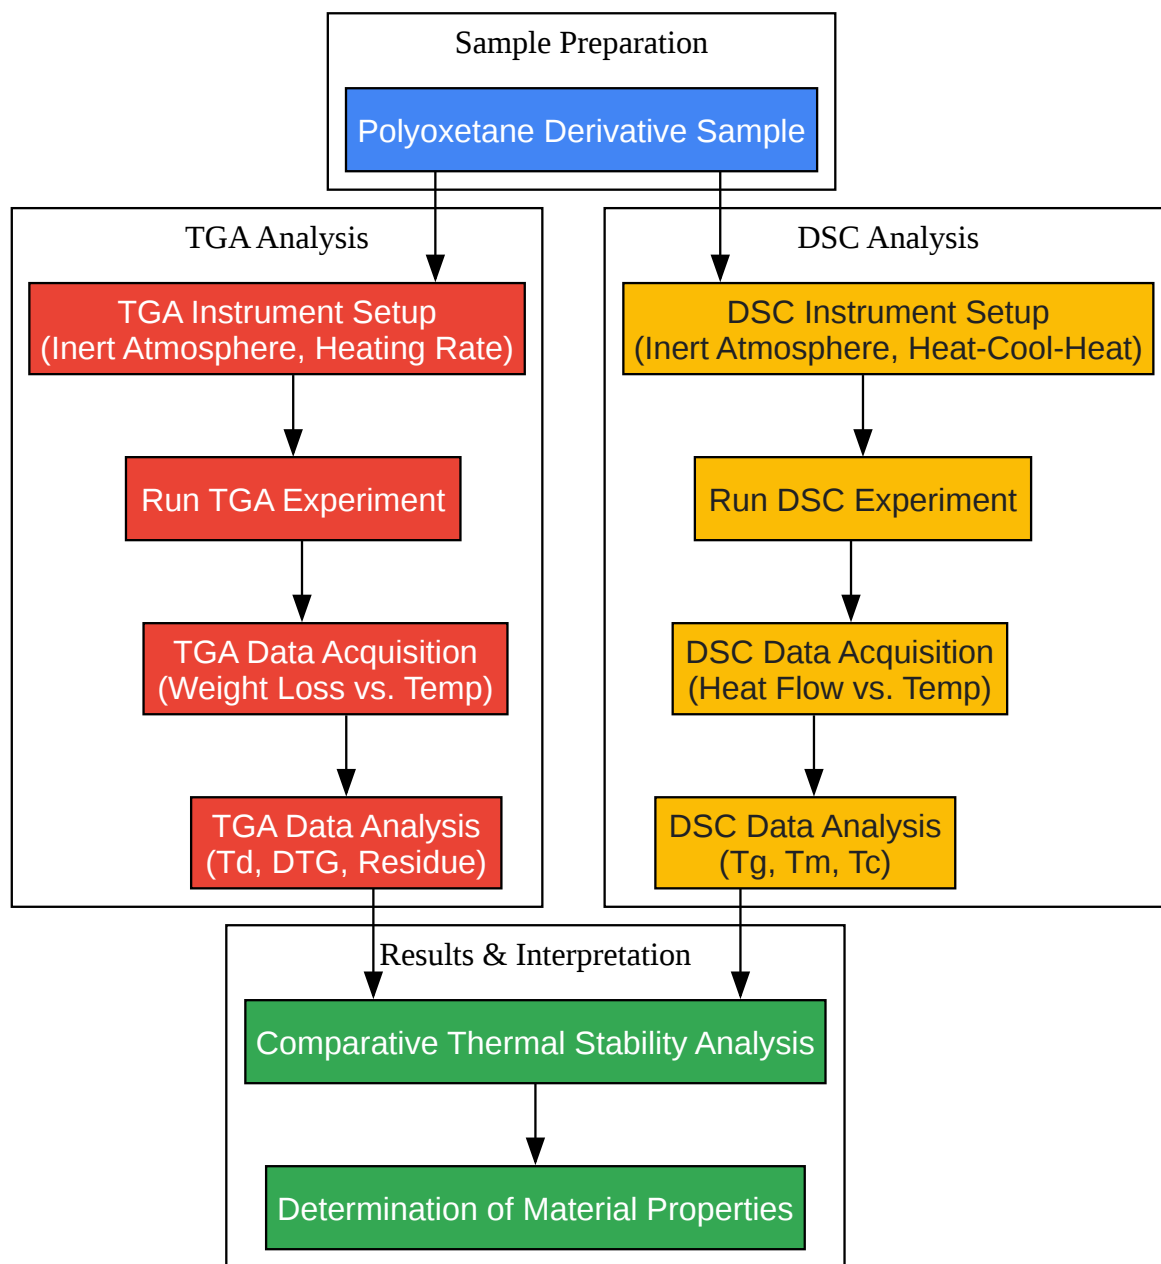 Sample Preparation
Polyoxetane Derivative Sample
TGA Analysis
TGA Instrument Setup
(Inert Atmosphere, Heating Rate)
Run TGA Experiment
TGA Data Acquisition
(Weight Loss vs. Temp)
TGA Data Analysis
(Td, DTG, Residue)
DSC Analysis
DSC Instrument Setup
(Inert Atmosphere, Heat-Cool-Heat)
Run DSC Experiment
DSC Data Acquisition
(Heat Flow vs. Temp)
DSC Data Analysis
(Tg, Tm, Tc)
Results & Interpretation
Comparative Thermal Stability Analysis
Determination of Material Properties